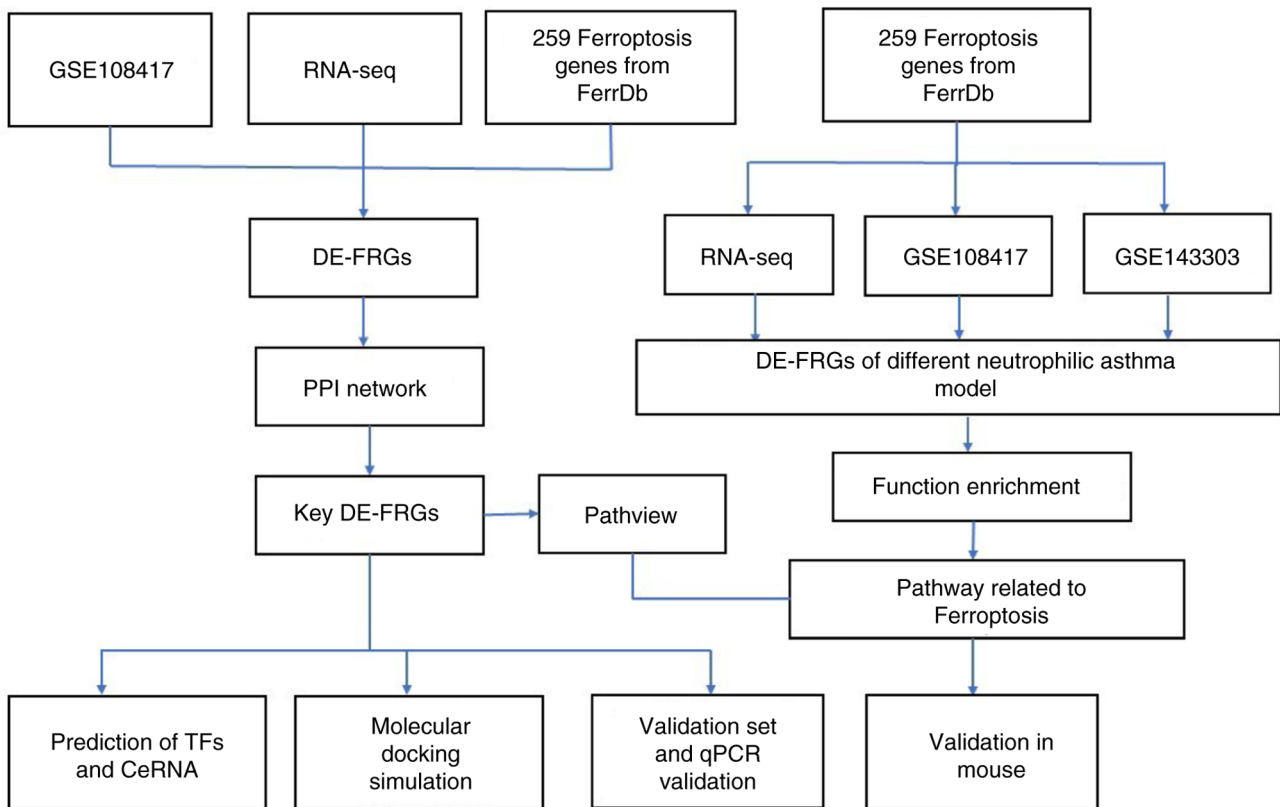 GSE108417
RNA-seq
259 Ferroptosis
genes from
FerrDb
259 Ferroptosis
genes from
FerrDb
DE-FRGs
RNA-seq
GSE108417
GSE143303
PPI network
DE-FRGs of different neutrophilic asthma
model
Key DE-FRGs
Pathview
Function enrichment
Pathway related to
Ferroptosis
Prediction of TFs
and CeRNA
Molecular
docking
simulation
Validation set
and qPCR
validation
Validation in
mouse